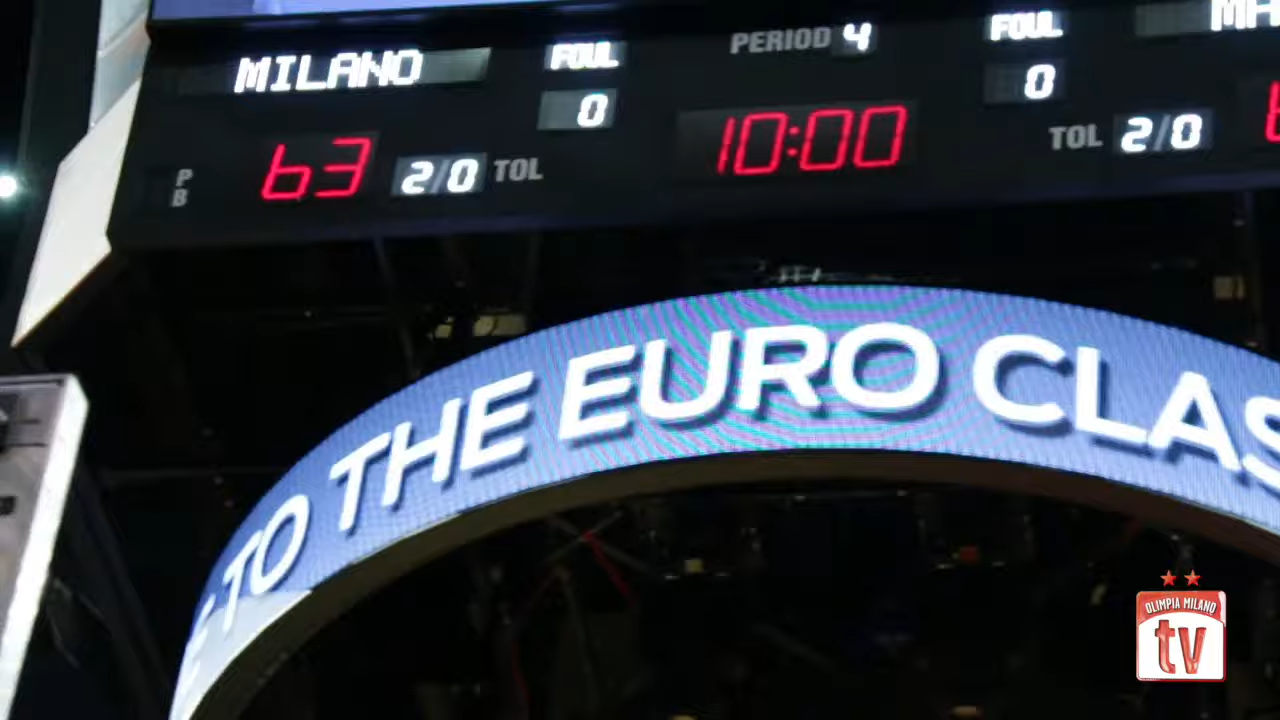 MILANO FOUL PERIOD 4 FOUL
0 10:00 0
P B 63 2/0 TOL TOL 2/0
TO THE EURO
OLIMPIA MILANO
tv